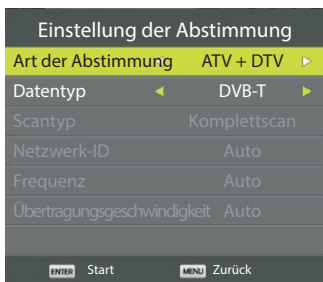 Einstellung der Abstimmung
Art der Abstimmung ATV + DTV
Datentyp DVB-T
Scantyp Komplettscan
Netzwerk-ID Auto
Frequenz Auto
Übertragungsgeschwindigkeit Auto
ENTER Start MENU Zurück